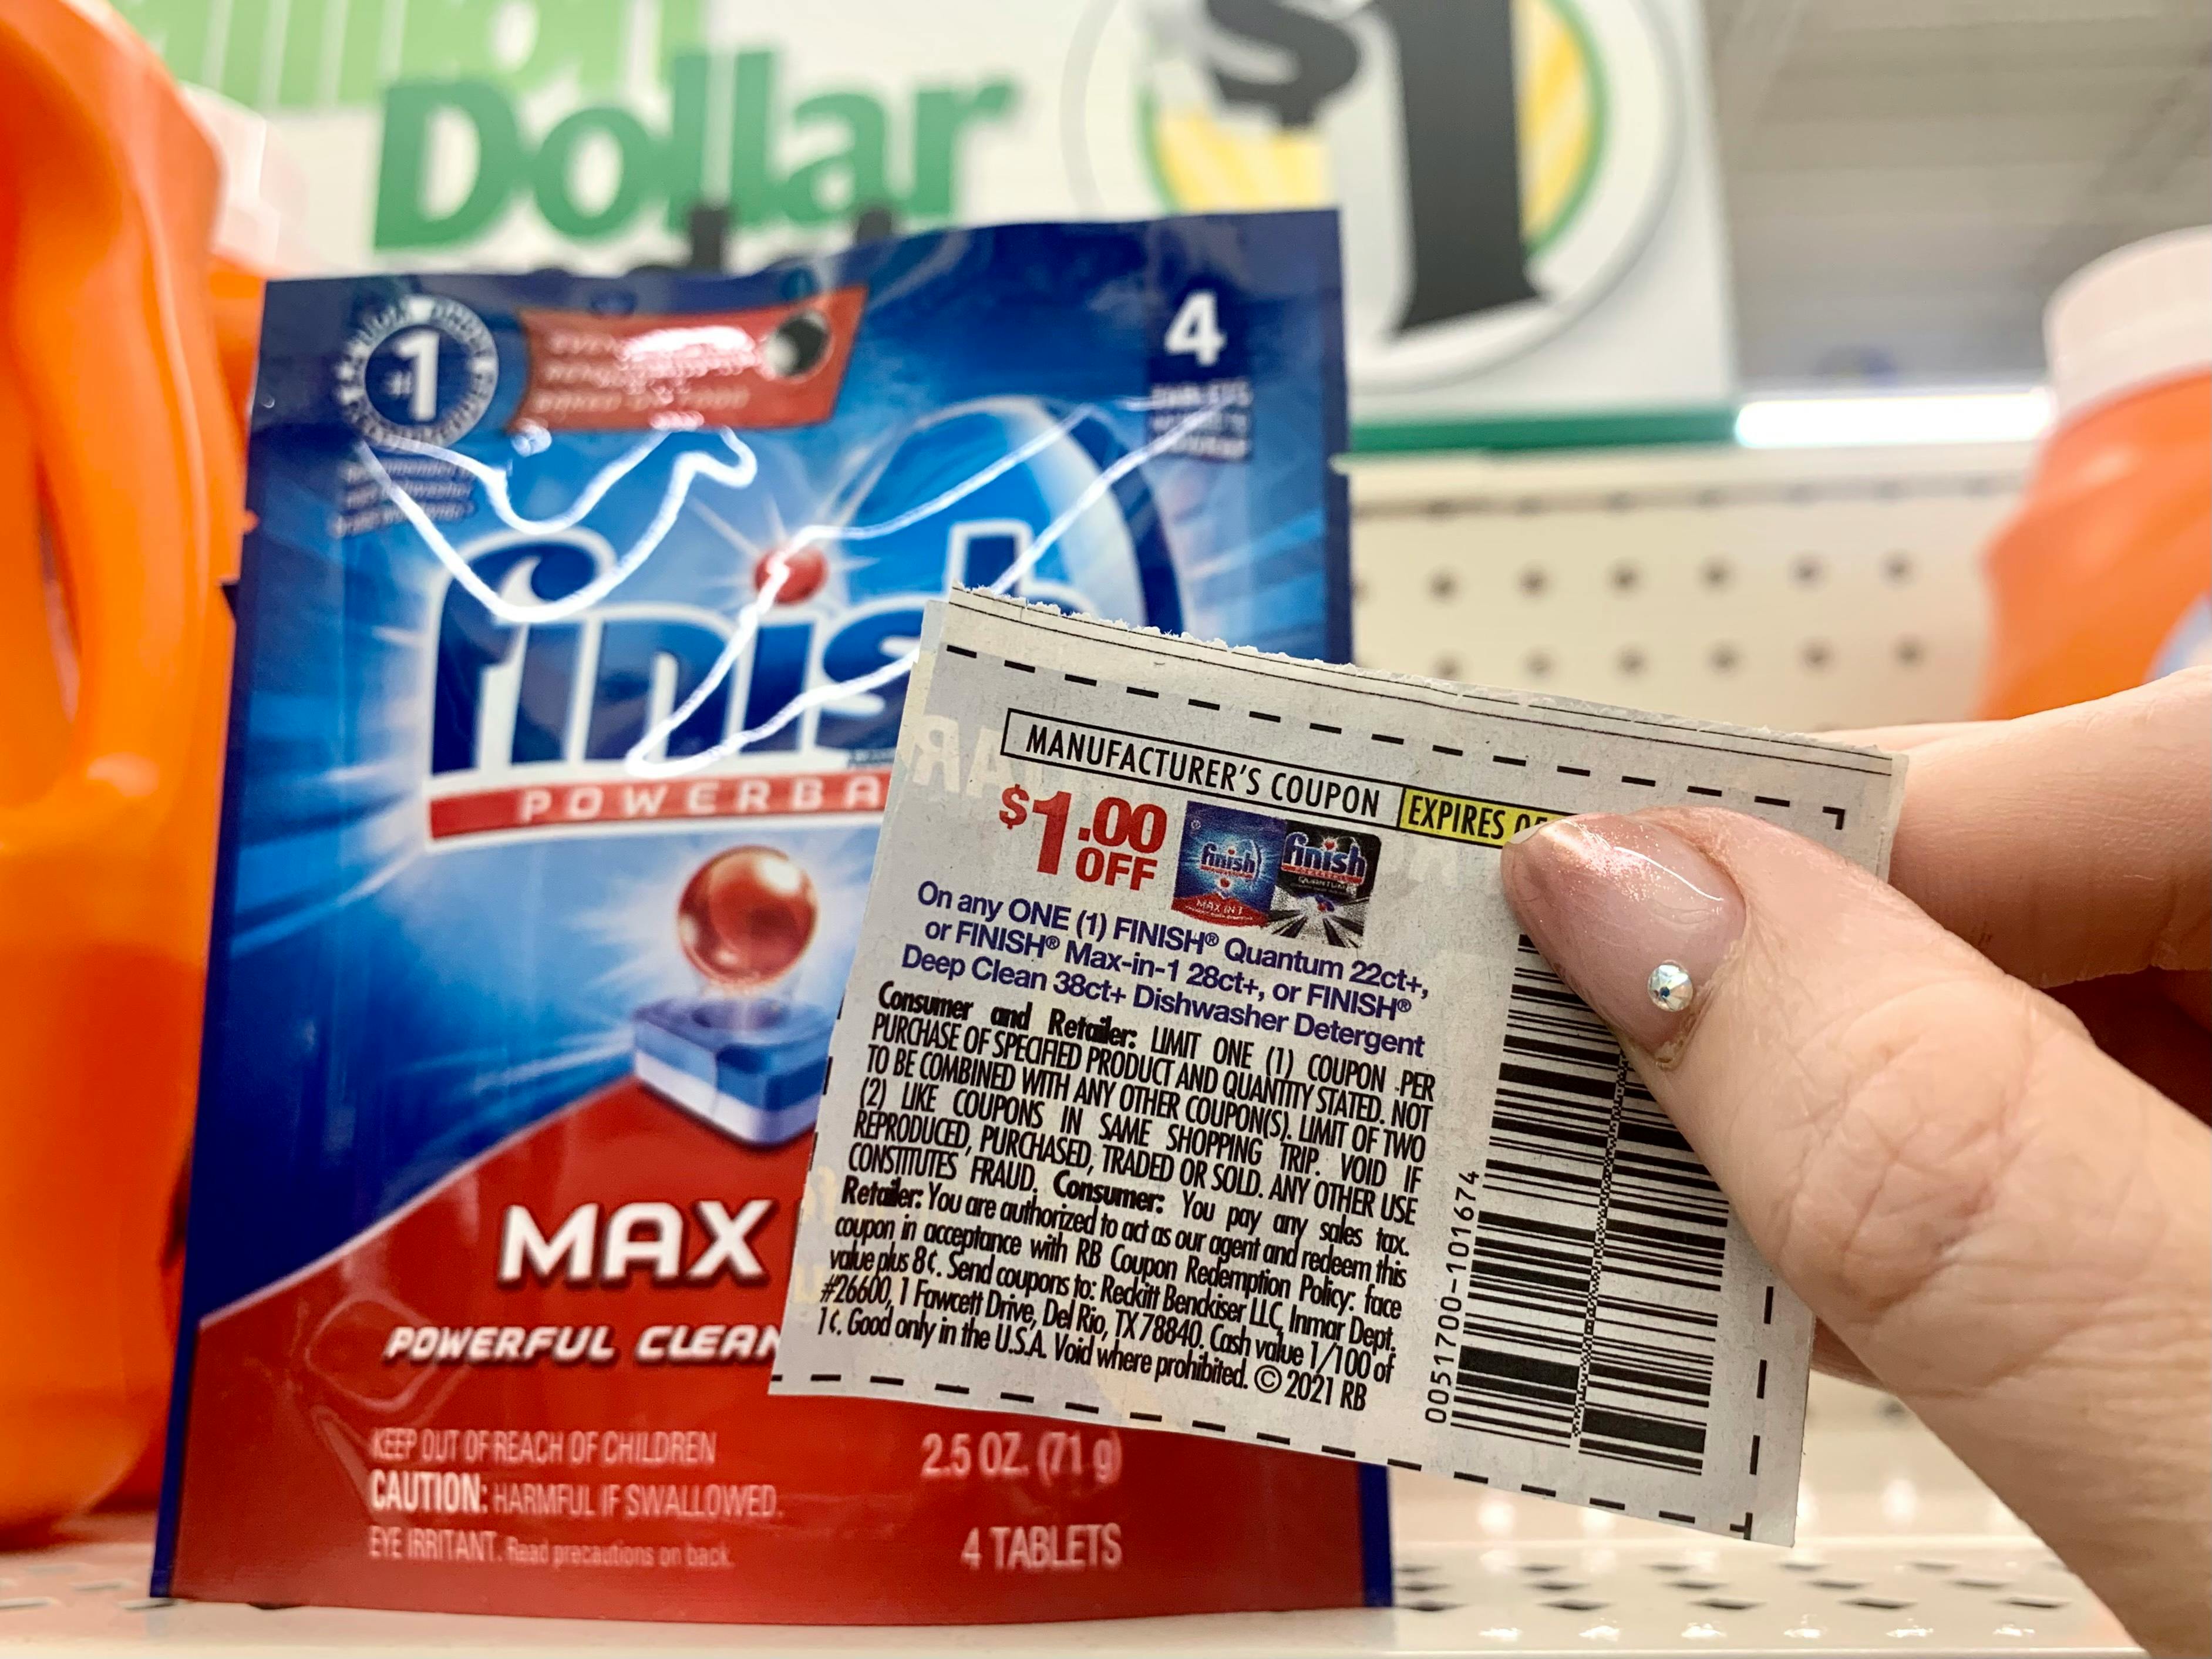 Dollar
$1
#1
4
TABLETS
finish
POWERBA
MAX
POWERFUL CLEAN
KEEP OUT OF REACH OF CHILDREN
CAUTION: HARMFUL IF SWALLOWED.
EYE IRRITANT. Read precautions on back.
2.5 OZ. (71 g)
4 TABLETS
MANUFACTURER'S COUPON EXPIRES
$1.00
OFF
finish
MAX IN 1
finish
QUANTUM
On any ONE (1) FINISH® Quantum 22ct+,
or FINISH® Max-in-1 28ct+, or FINISH®
Deep Clean 38ct+ Dishwasher Detergent
Consumer and Retailer: LIMIT ONE (1) COUPON PER
PURCHASE OF SPECIFIED PRODUCT AND QUANTITY STATED. NOT
TO BE COMBINED WITH ANY OTHER COUPON(S). LIMIT OF TWO
(2) LIKE COUPONS IN SAME SHOPPING TRIP. VOID IF
REPRODUCED, PURCHASED, TRADED OR SOLD. ANY OTHER USE
CONSTITUTES FRAUD. Consumer: You pay any sales tax.
Retailer: You are authorized to act as our agent and redeem this
coupon in acceptance with RB Coupon Redemption Policy: face
value plus 8¢. Send coupons to: Reckitt Benckiser LLC, Inmar Dept.
#26600, 1 Fawcett Drive, Del Rio, TX 78840. Cash value 1/100 of
1¢. Good only in the U.S.A. Void where prohibited. © 2021 RB
0051700-101674